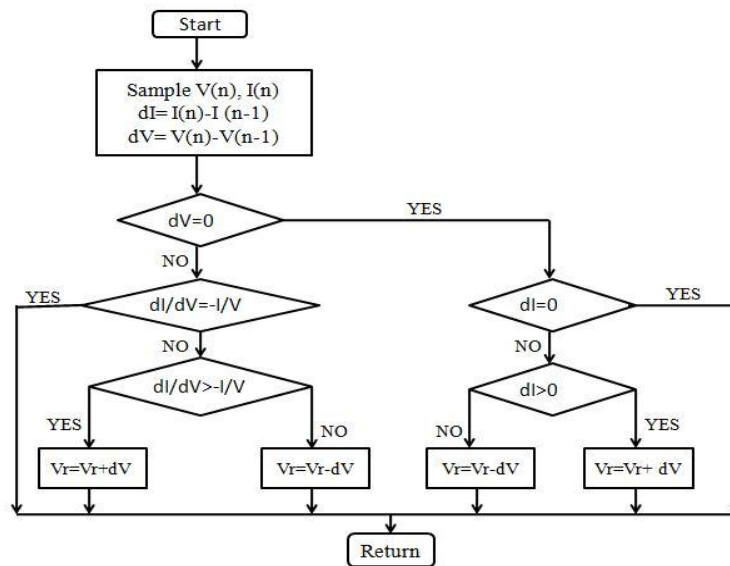 Start
Sample V(n), I(n)
dI= I(n)-I (n-1)
dV= V(n)-V(n-1)
dV=0
YES
NO
YES
dI/dV=-I/V
dI=0
YES
NO
NO
dI/dV>-I/V
dI>0
YES
NO
NO
YES
Vr=Vr+dV
Vr=Vr-dV
Vr=Vr-dV
Vr=Vr+ dV
Return